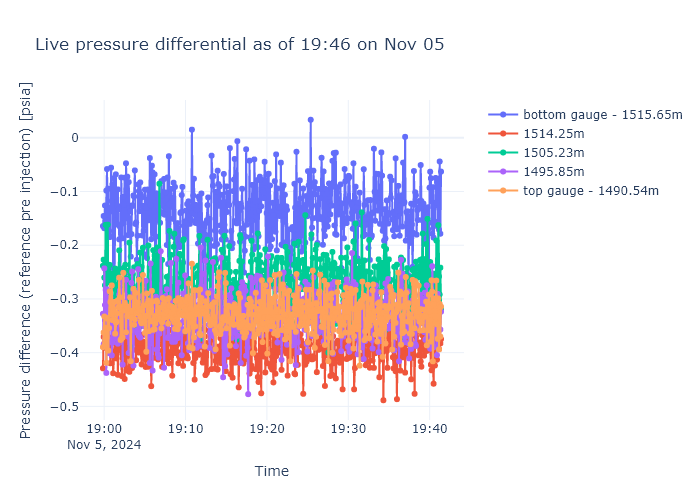 Live pressure differential as of 19:46 on Nov 05
Pressure difference (reference pre injection) [psia]
0
−0.1
−0.2
−0.3
−0.4
−0.5
19:00
19:10
19:20
19:30
19:40
Nov 5, 2024
Time
bottom gauge - 1515.65m
1514.25m
1505.23m
1495.85m
top gauge - 1490.54m